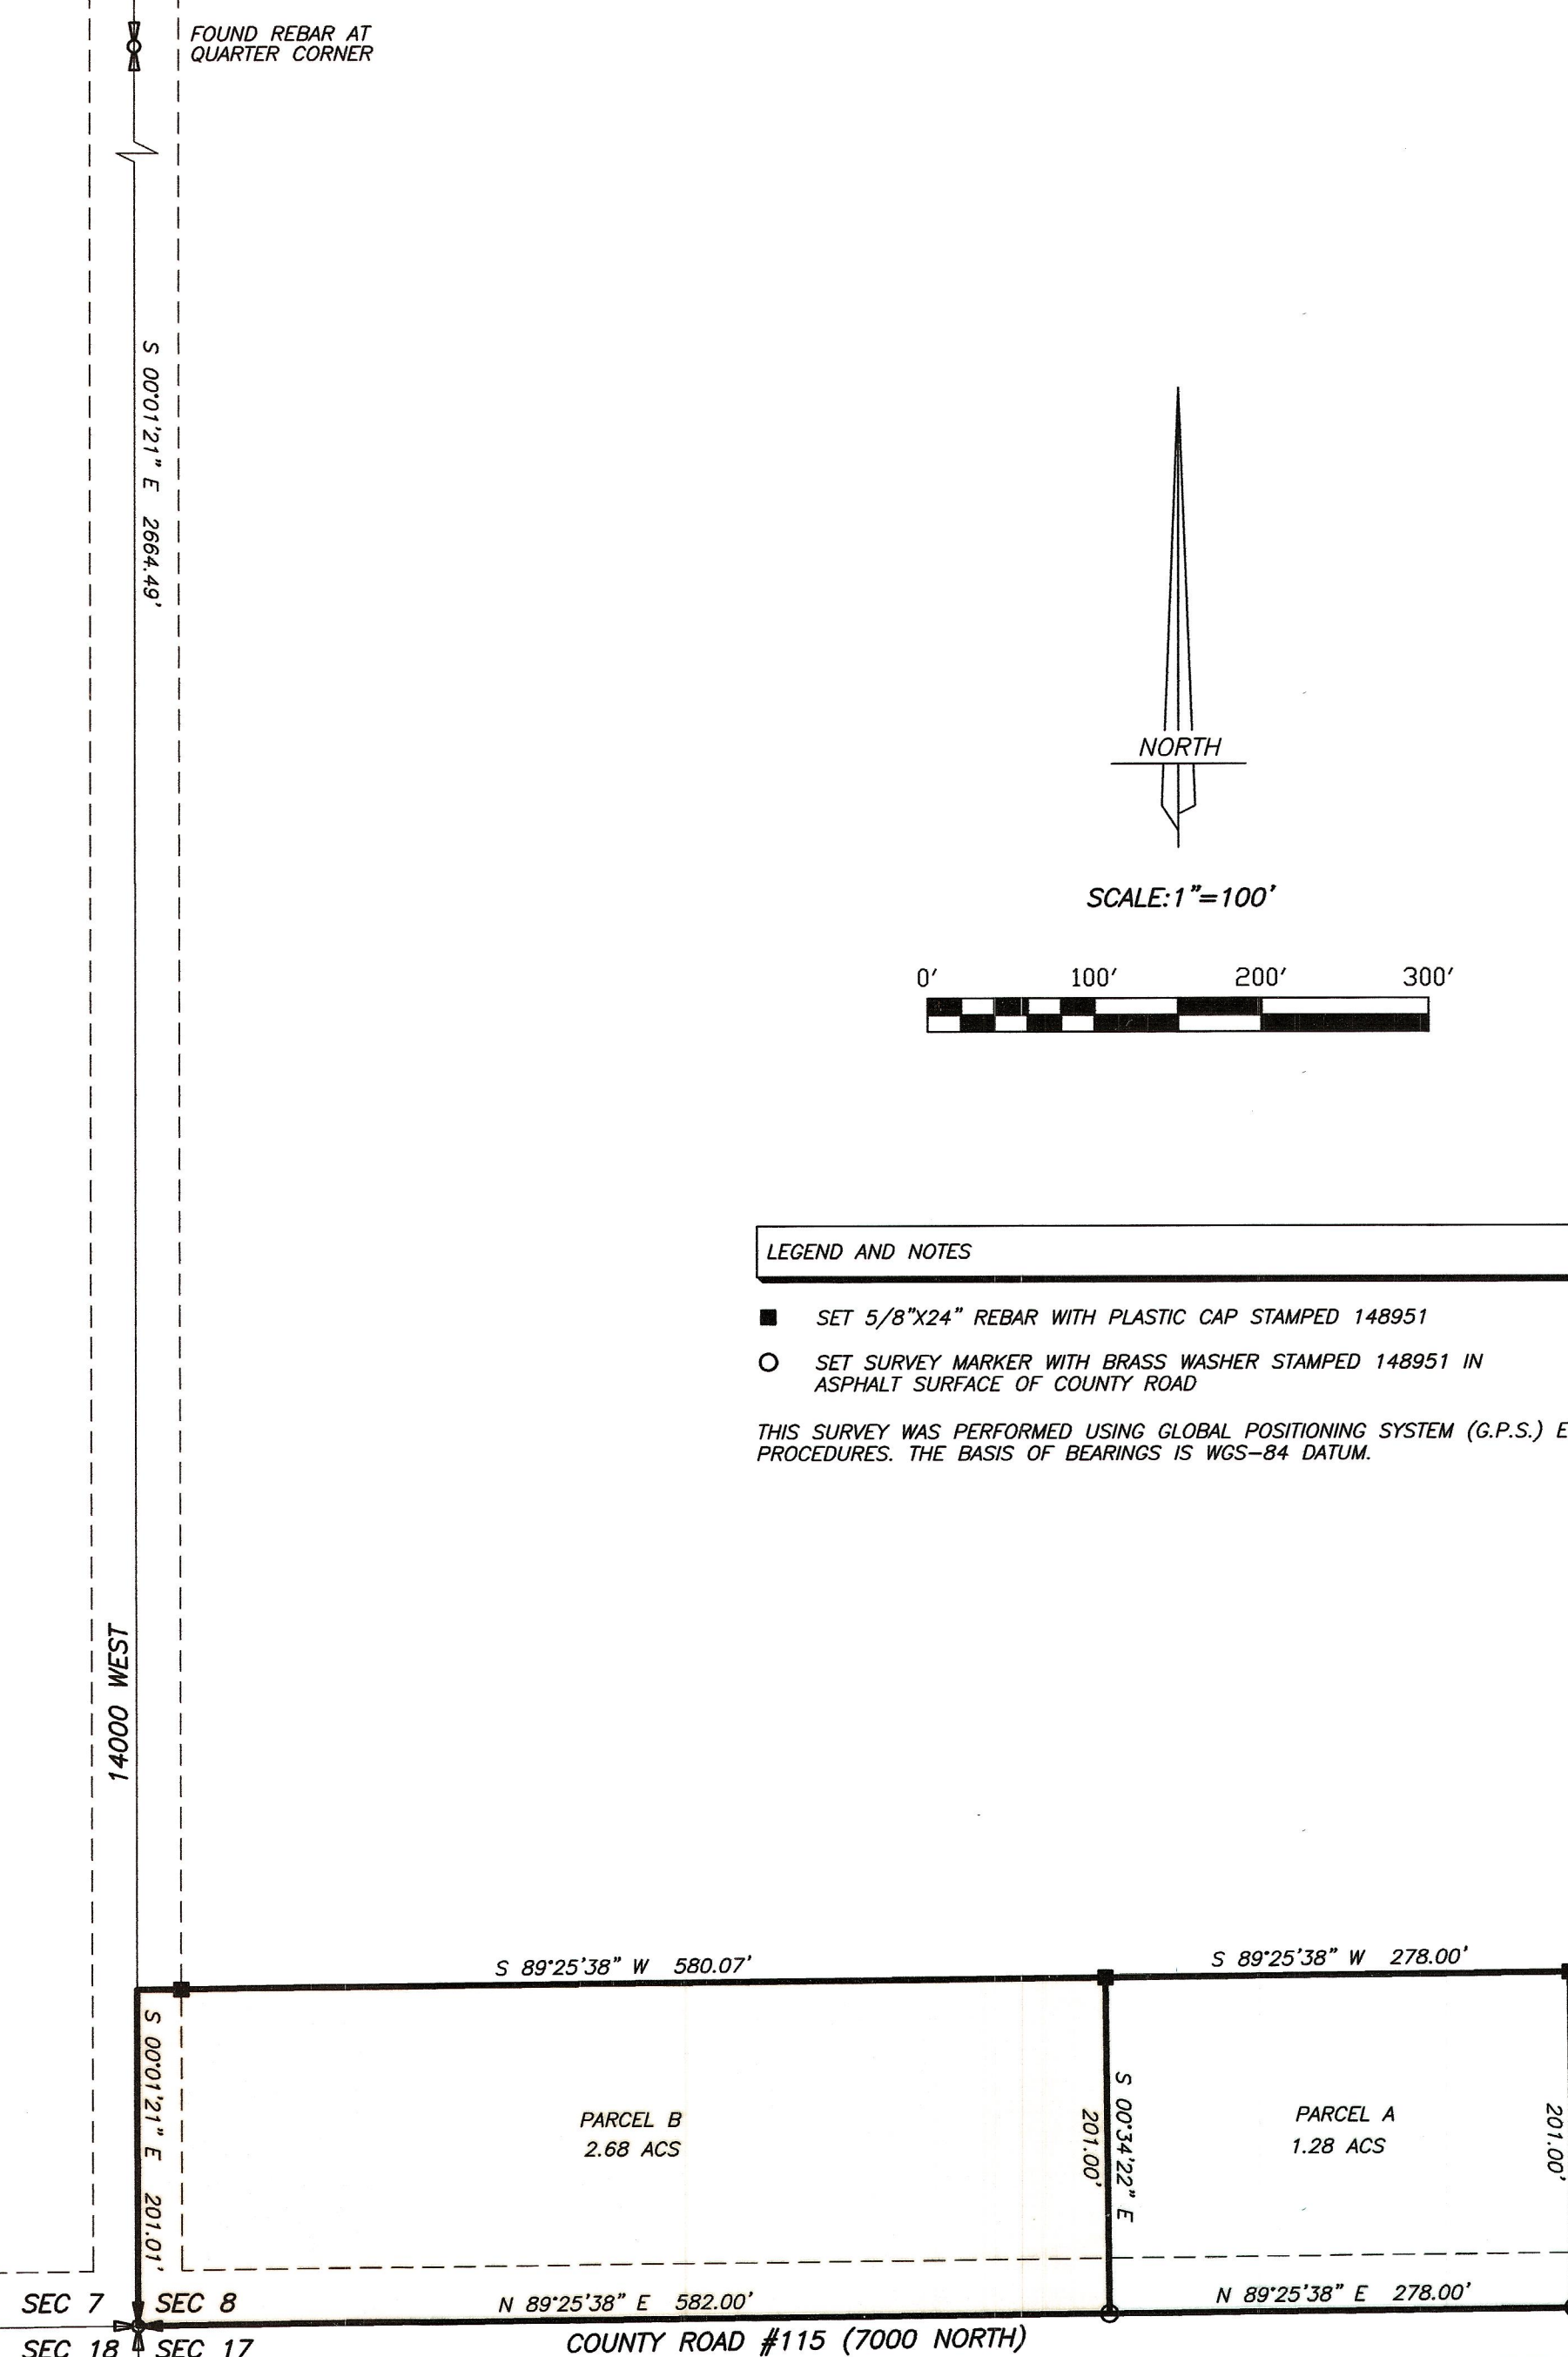 FOUND REBAR AT
QUARTER CORNER
S 00°01'21" E 2664.49'
NORTH
SCALE:1"=100'
0' 100' 200' 300'
LEGEND AND NOTES
SET 5/8"X24" REBAR WITH PLASTIC CAP STAMPED 148951
SET SURVEY MARKER WITH BRASS WASHER STAMPED 148951 IN
ASPHALT SURFACE OF COUNTY ROAD
THIS SURVEY WAS PERFORMED USING GLOBAL POSITIONING SYSTEM (G.P.S.) E
PROCEDURES. THE BASIS OF BEARINGS IS WGS-84 DATUM.
14000 WEST
S 89°25'38" W 580.07'
S 89°25'38" W 278.00'
S 00°01'21" E 201.01'
PARCEL B
2.68 ACS
201.00'
S 00°34'22" E
PARCEL A
1.28 ACS
201.00'
SEC 7 SEC 8
N 89°25'38" E 582.00'
N 89°25'38" E 278.00'
SEC 18 SEC 17
COUNTY ROAD #115 (7000 NORTH)